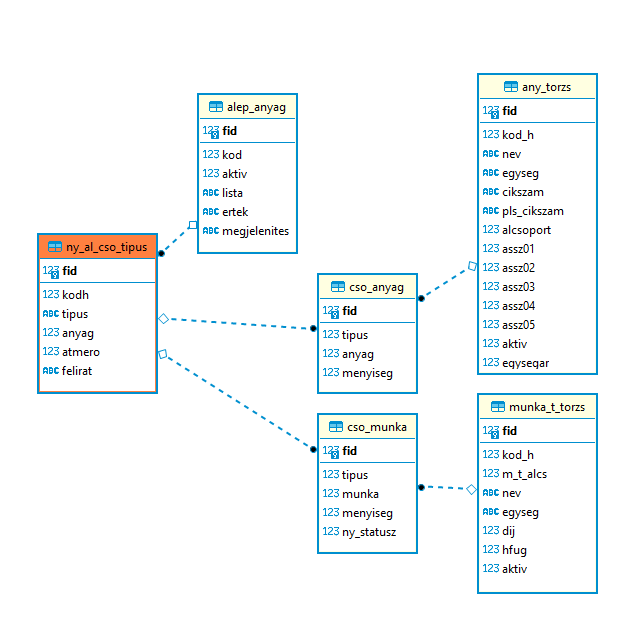 alep_anyag
123 fid
123 kod
123 aktiv
ABC lista
ABC ertek
ABC megjelenites
any_torzs
123 fid
123 kod_h
ABC nev
ABC egyseg
ABC cikszam
ABC pls_cikszam
123 alcsoport
123 assz01
123 assz02
123 assz03
123 assz04
123 assz05
123 aktiv
123 egysegar
ny_al_cso_tipus
123 fid
123 kodh
ABC tipus
123 anyag
123 atmero
ABC felirat
cso_anyag
123 fid
123 tipus
123 anyag
123 menyiseg
cso_munka
123 fid
123 tipus
123 munka
123 menyiseg
123 ny_statusz
munka_t_torzs
123 fid
123 kod_h
123 m_t_alcs
ABC nev
ABC egyseg
123 dij
123 hfug
123 aktiv